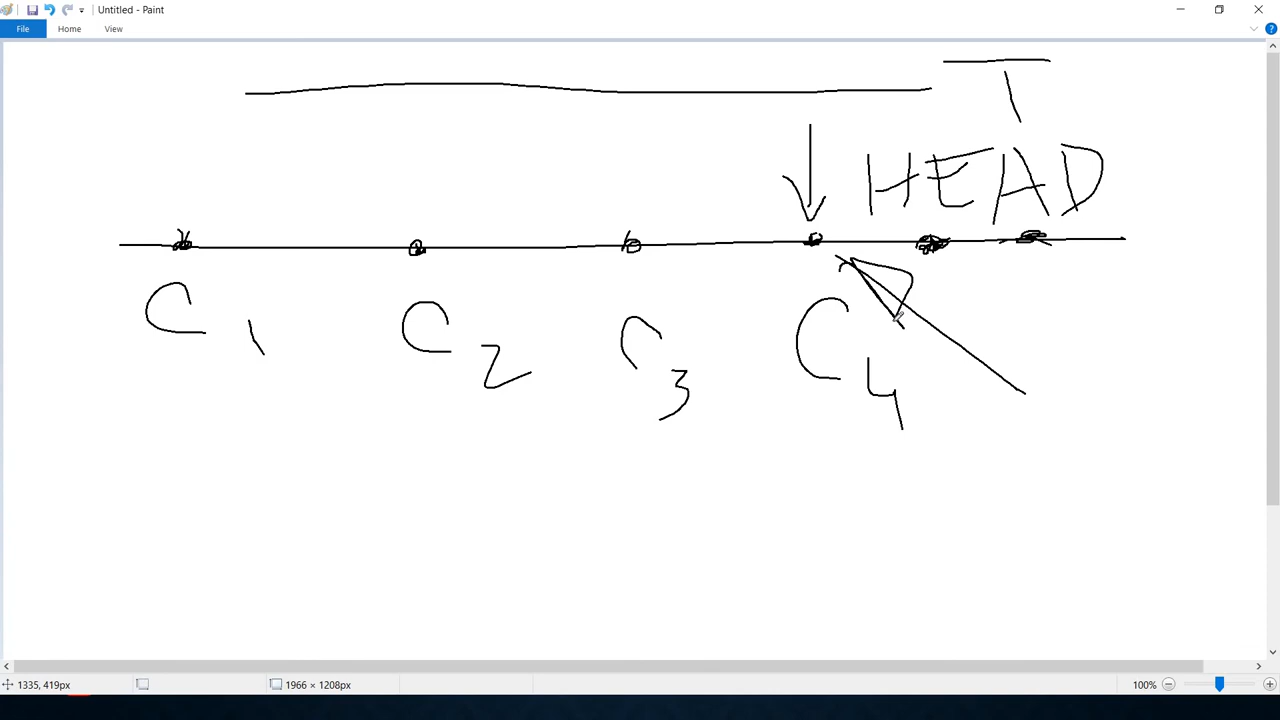 Untitled - Paint
File Home View
T
HEAD
C1 C2 C3 C4
1335, 419px 1966 × 1208px 100%